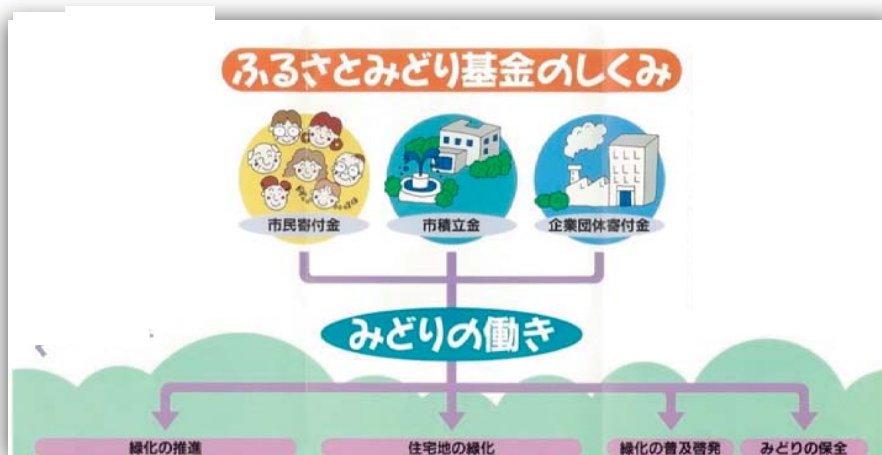 ふるさとみどり基金のしくみ
市民寄付金
市積立金
企業団体寄付金
みどりの働き
緑化の推進
住宅地の緑化
緑化の普及啓発
みどりの保全